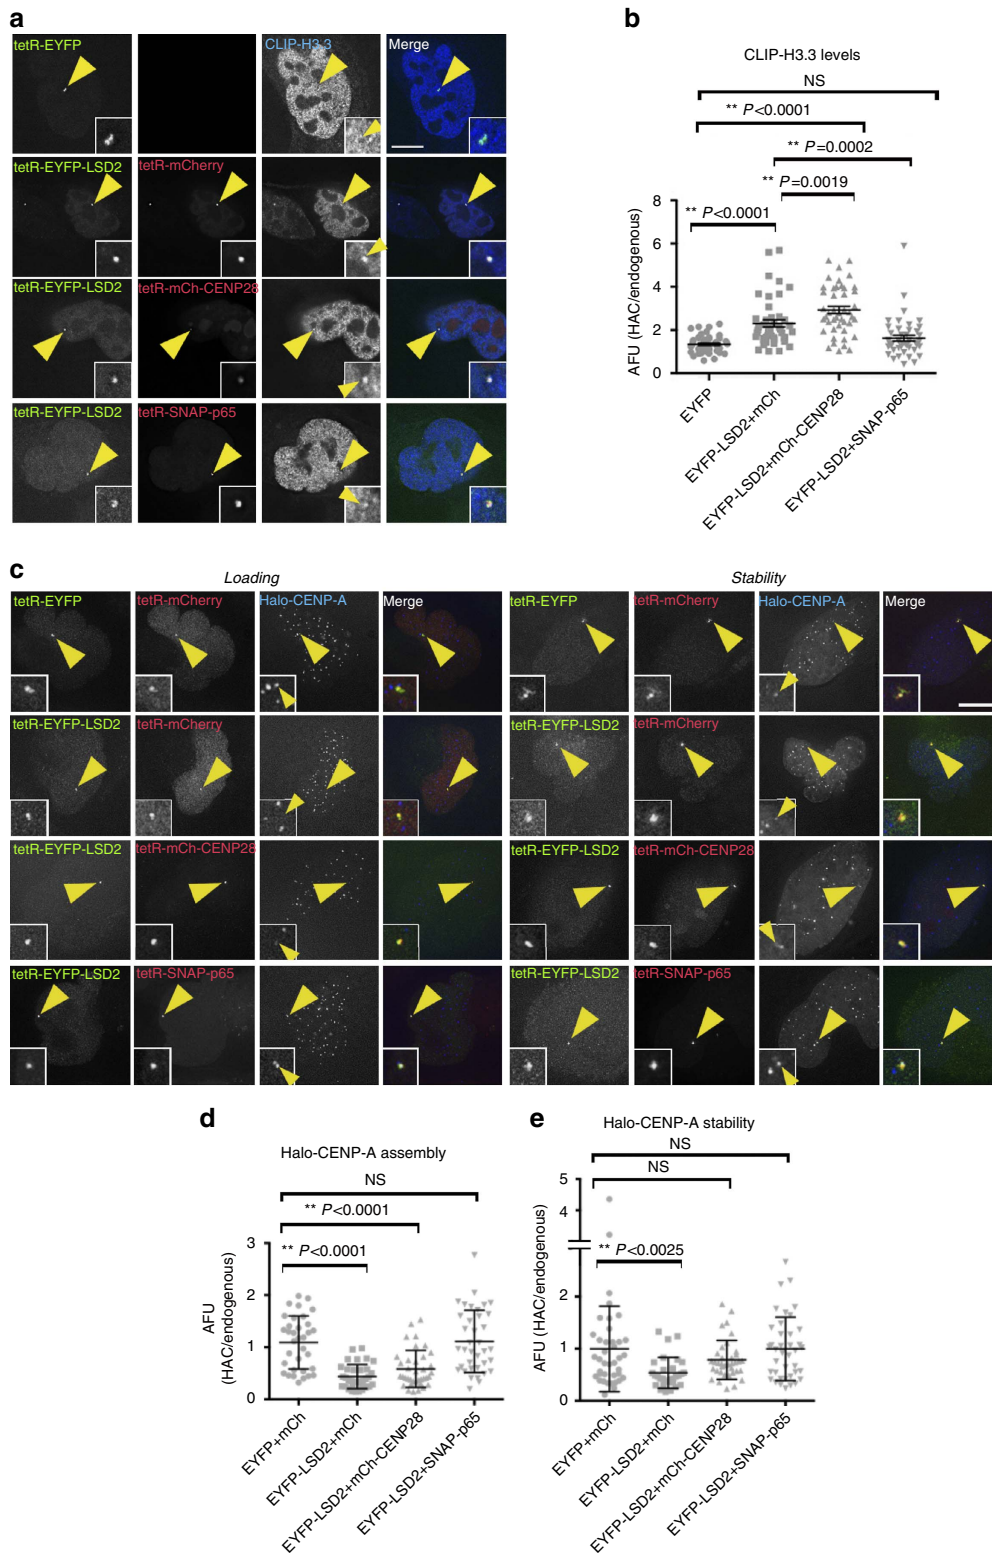 a
tetR-EYFP CLIP-H3.3 Merge
tetR-EYFP-LSD2 tetR-mCherry
tetR-EYFP-LSD2 tetR-mCh-CENP28
tetR-EYFP-LSD2 tetR-SNAP-p65
b
CLIP-H3.3 levels
NS
** P<0.0001
** P=0.0002
** P=0.0019
** P<0.0001
AFU (HAC/endogenous)
8
6
4
2
0
EYFP
EYFP-LSD2+mCh
EYFP-LSD2+mCh-CENP28
EYFP-LSD2+SNAP-p65
c
Loading Stability
tetR-EYFP tetR-mCherry Halo-CENP-A Merge tetR-EYFP tetR-mCherry Halo-CENP-A Merge
tetR-EYFP-LSD2 tetR-mCherry tetR-EYFP-LSD2 tetR-mCherry
tetR-EYFP-LSD2 tetR-mCh-CENP28 tetR-EYFP-LSD2 tetR-mCh-CENP28
tetR-EYFP-LSD2 tetR-SNAP-p65 tetR-EYFP-LSD2 tetR-SNAP-p65
d
Halo-CENP-A assembly
NS
** P<0.0001
** P<0.0001
AFU
(HAC/endogenous)
3
2
1
0
EYFP+mCh
EYFP-LSD2+mCh
EYFP-LSD2+mCh-CENP28
EYFP-LSD2+SNAP-p65
e
Halo-CENP-A stability
NS
NS
** P<0.0025
AFU (HAC/endogenous)
5
4
2
1
0
EYFP+mCh
EYFP-LSD2+mCh
EYFP-LSD2+mCh-CENP28
EYFP-LSD2+SNAP-p65